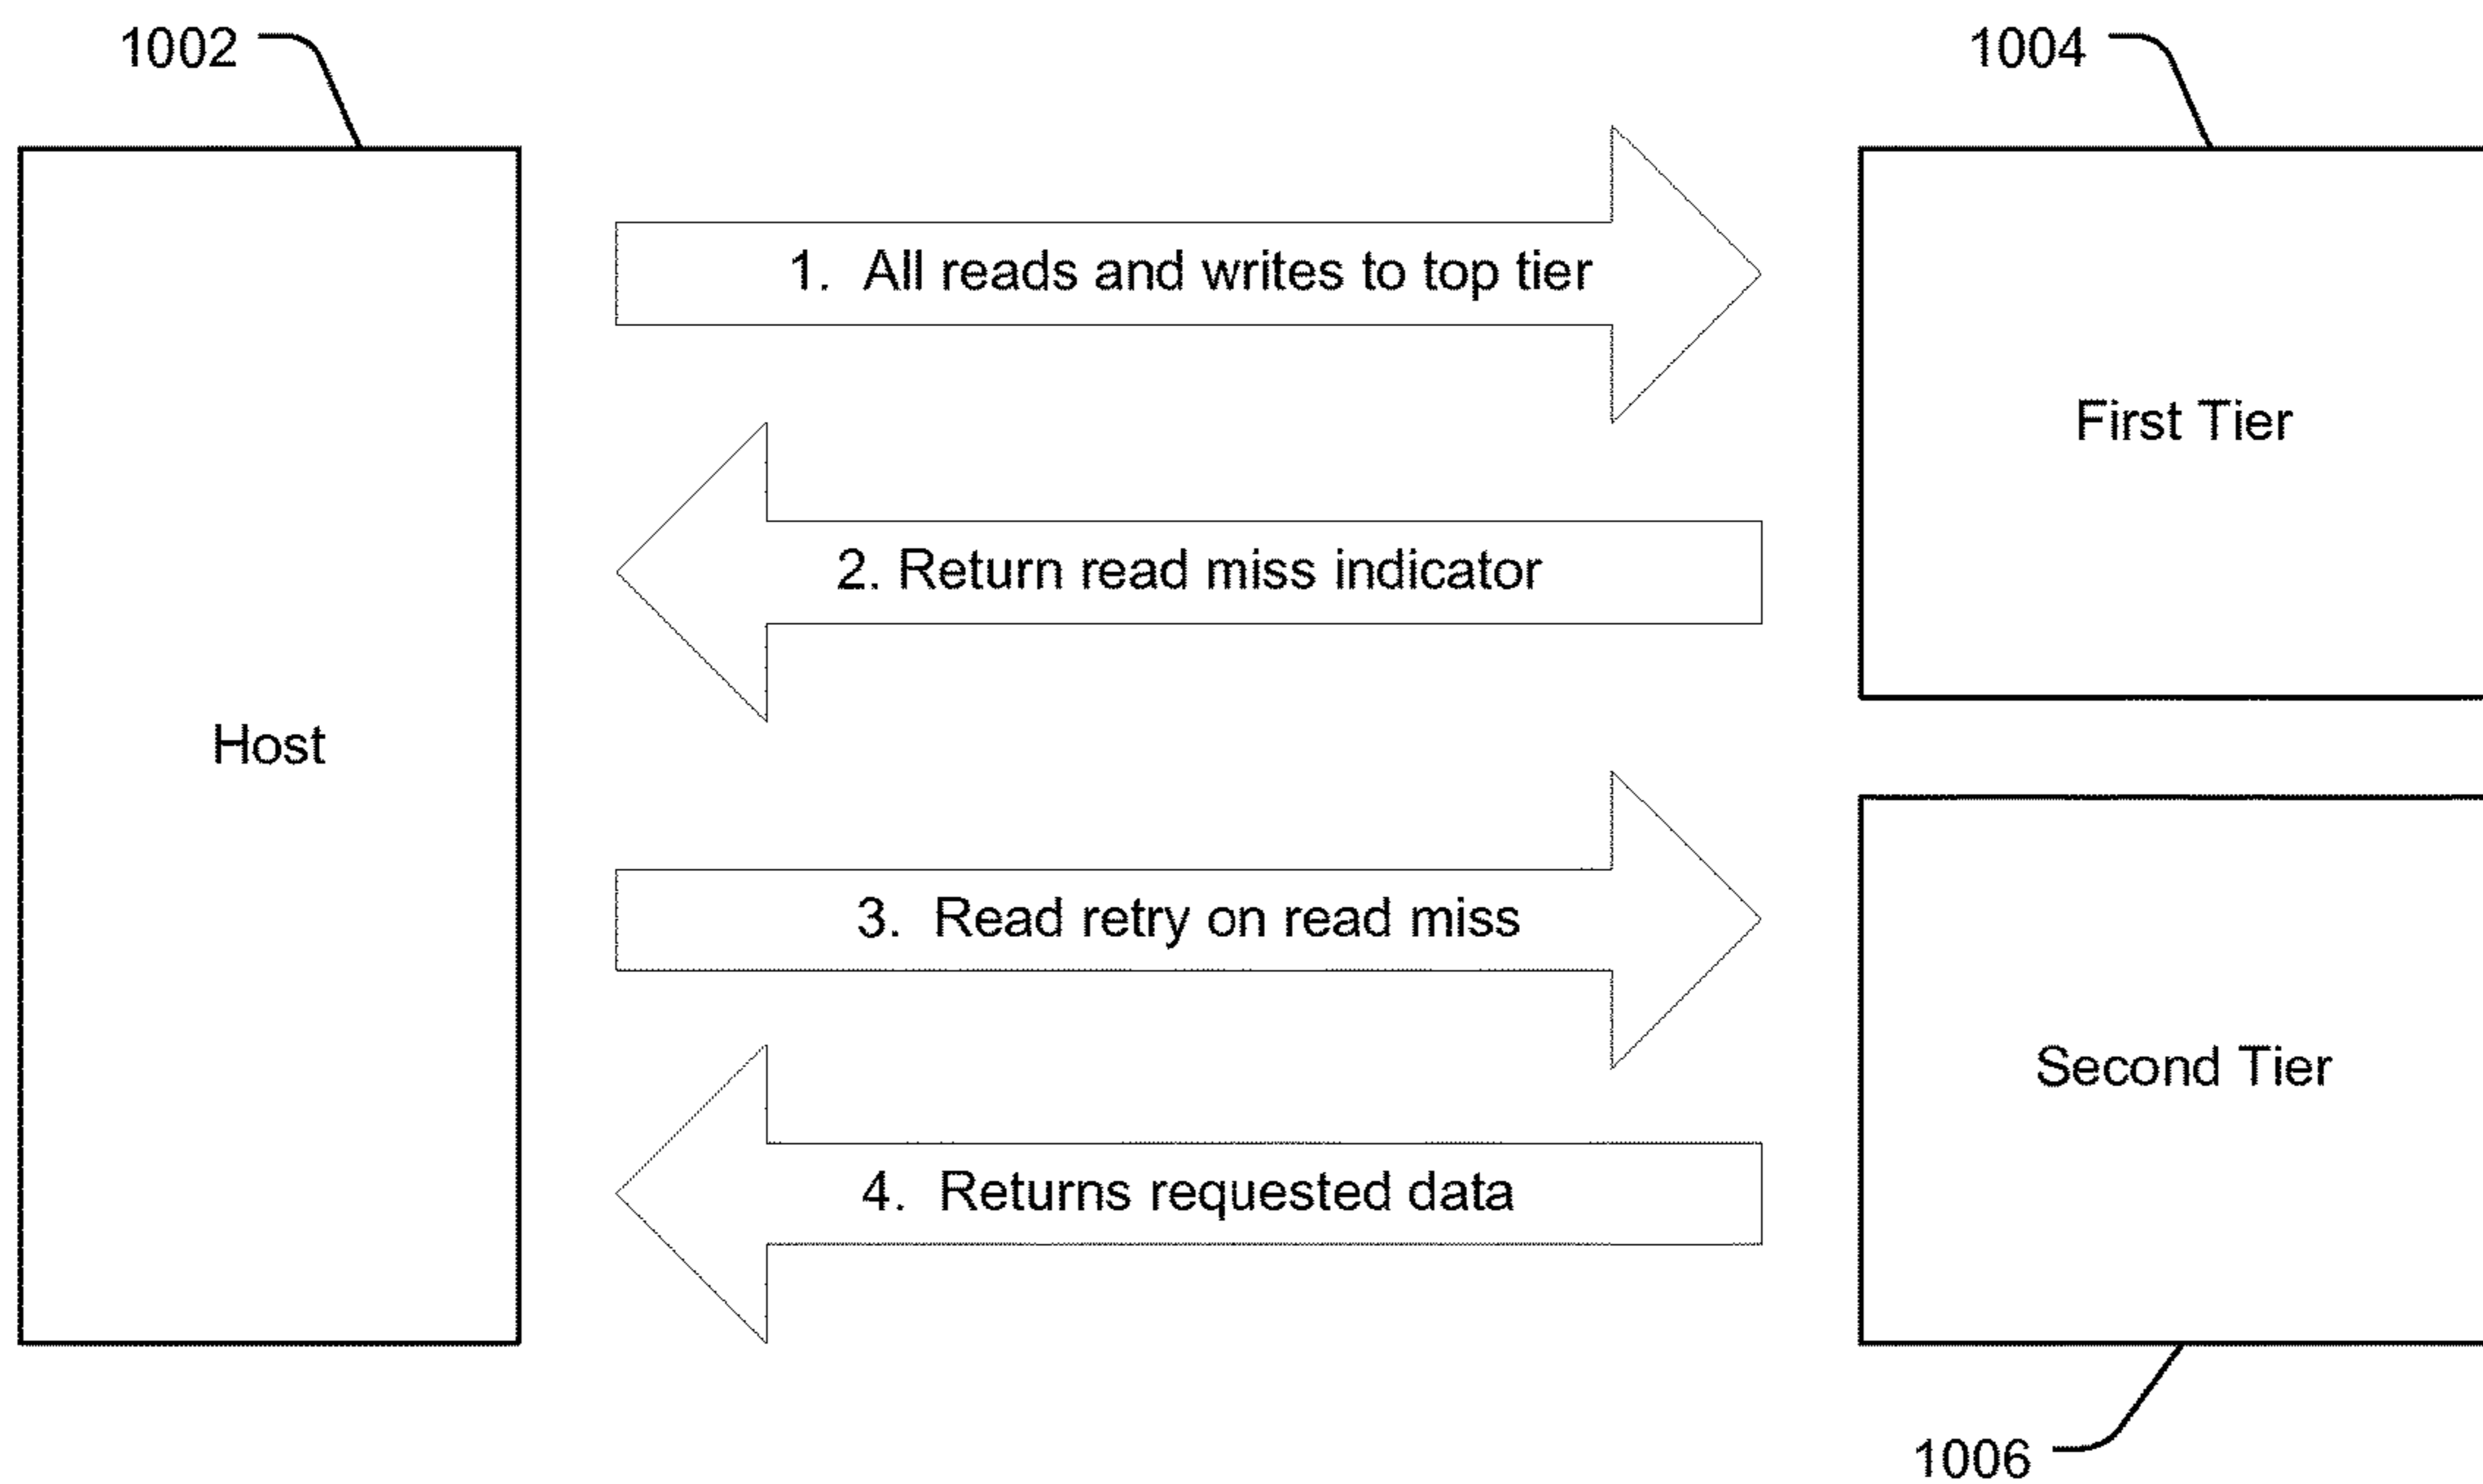 1002
1004
1. All reads and writes to top tier
First Tier
2. Return read miss indicator
Host
3. Read retry on read miss
Second Tier
4. Returns requested data
1006